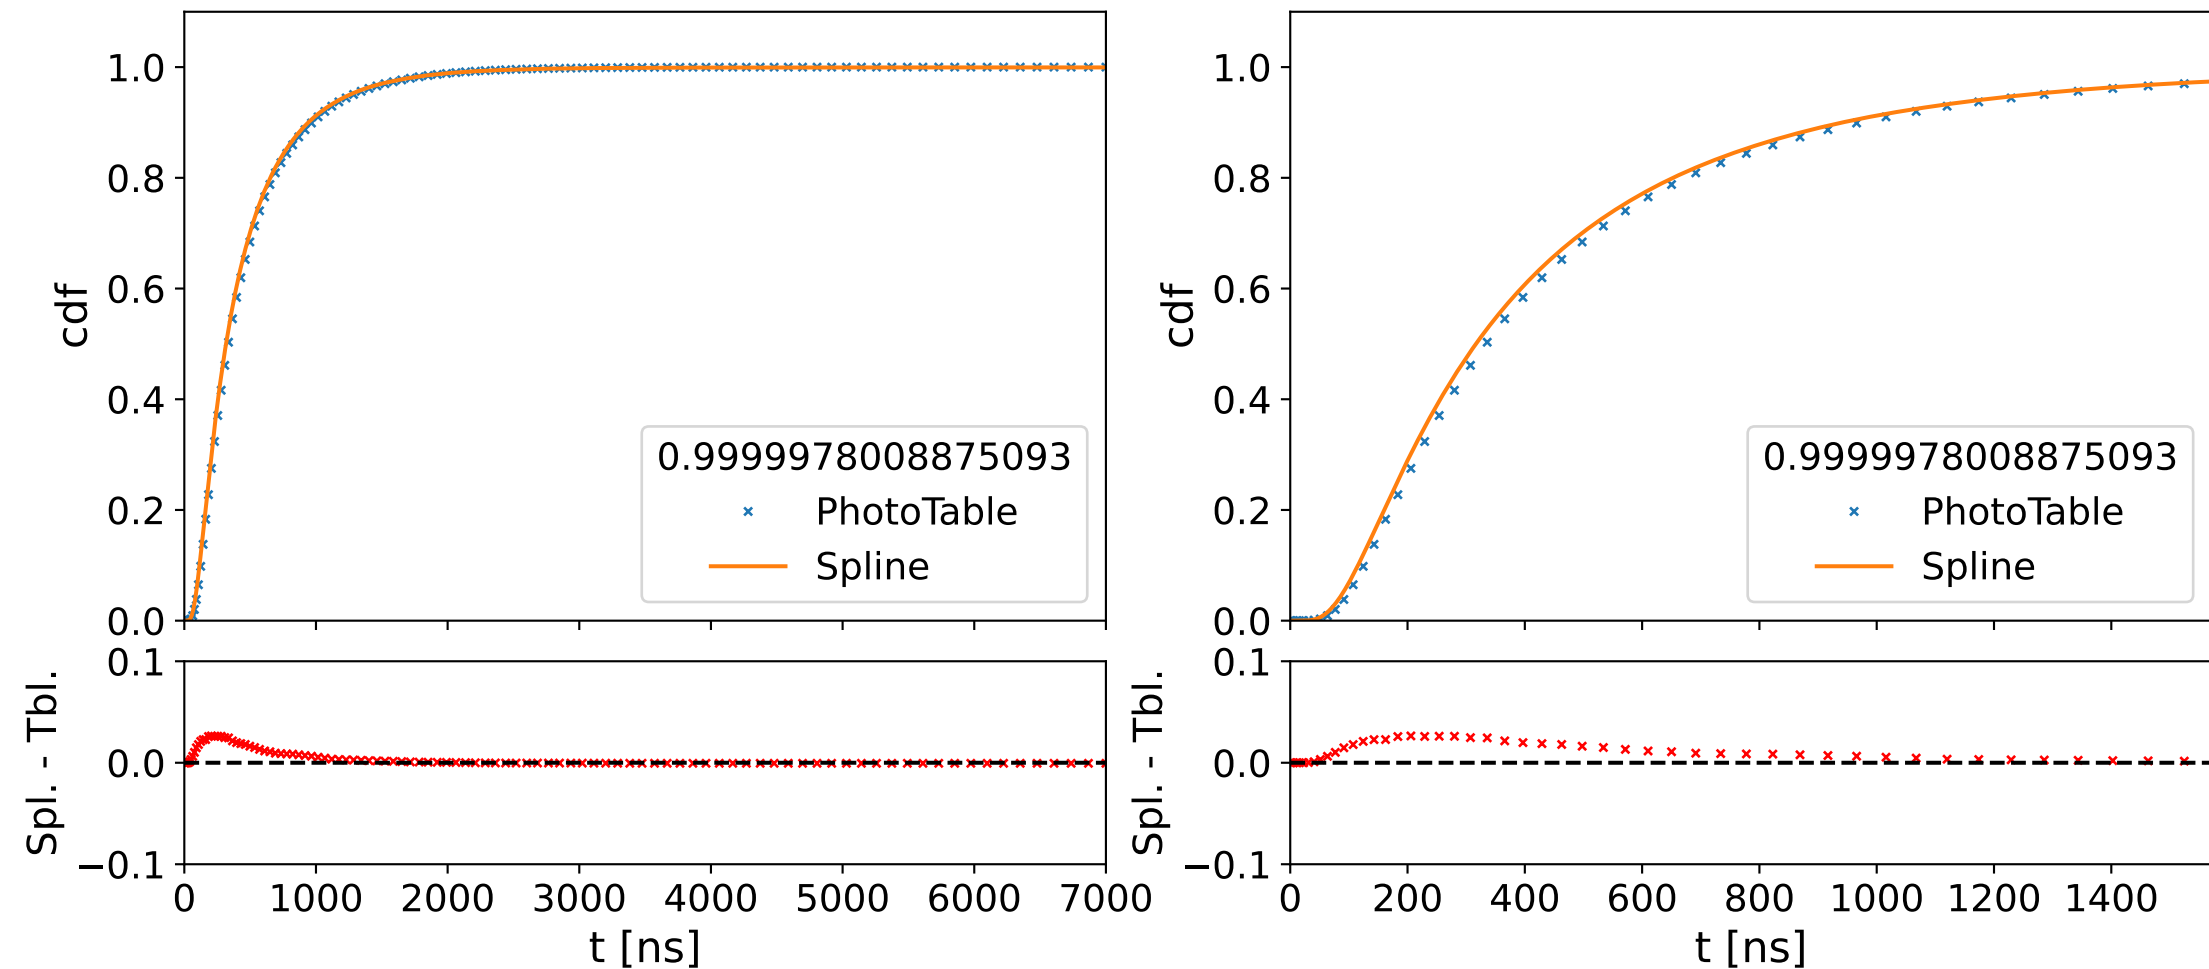 1.0
0.8
0.6
0.4
0.2
0.0
cdf
0.9999978008875093
PhotoTable
Spline
0.1
0.0
−0.1
Spl. - Tbl.
0 1000 2000 3000 4000 5000 6000 7000
t [ns]
1.0
0.8
0.6
0.4
0.2
0.0
cdf
0.9999978008875093
PhotoTable
Spline
0.1
0.0
−0.1
Spl. - Tbl.
0 200 400 600 800 1000 1200 1400
t [ns]